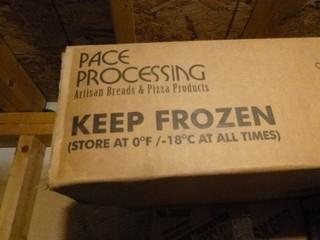 PACE
PROCESSING
Artisan Breads & Pizza Products
KEEP FROZEN
(STORE AT 0°F /-18°C AT ALL TIMES)